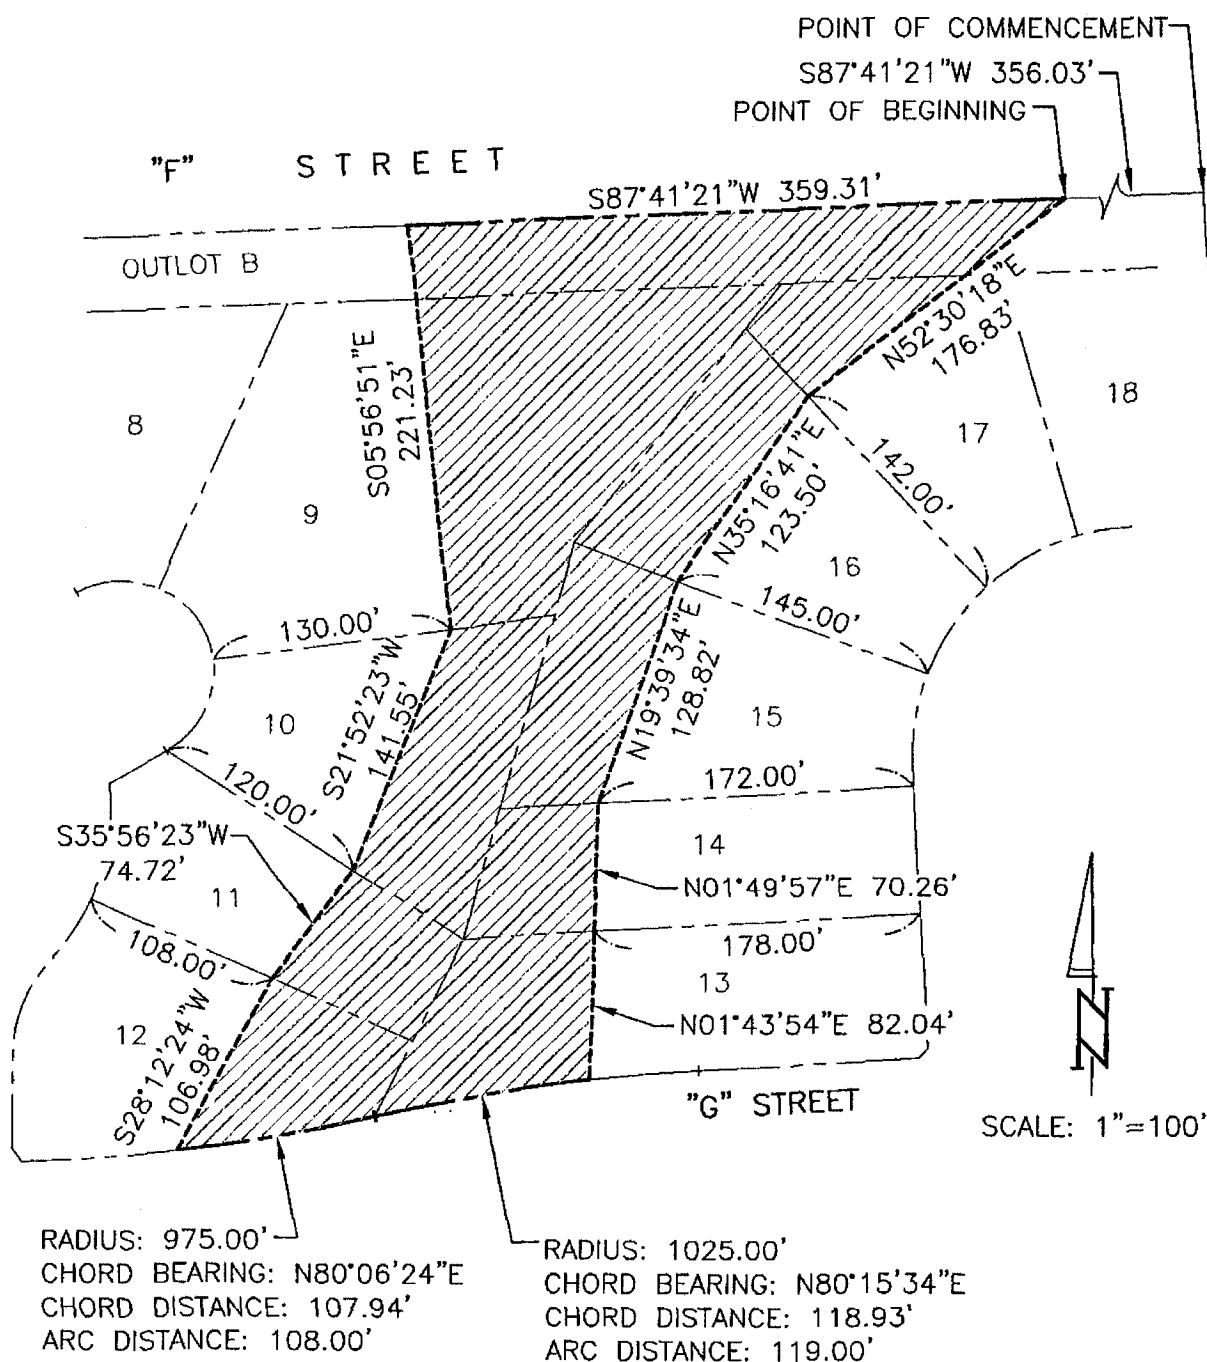 POINT OF COMMENCEMENT
S87°41'21"W 356.03'
POINT OF BEGINNING
"F" STREET
S87°41'21"W 359.31'
OUTLOT B
N52°30'18"E
176.83'
S05°56'51"E
221.23'
8
9
17
18
142.00'
N35°16'41"E
123.50'
16
145.00'
130.00'
N19°39'34"E
128.82'
S21°52'23"W
141.55'
10
15
120.00'
172.00'
S35°56'23"W
74.72'
14
11
N01°49'57"E 70.26'
108.00'
178.00'
13
12
S28°12'24"W
106.98'
N01°43'54"E 82.04'
"G" STREET
N
SCALE: 1"=100'
RADIUS: 975.00'
CHORD BEARING: N80°06'24"E
CHORD DISTANCE: 107.94'
ARC DISTANCE: 108.00'
RADIUS: 1025.00'
CHORD BEARING: N80°15'34"E
CHORD DISTANCE: 118.93'
ARC DISTANCE: 119.00'